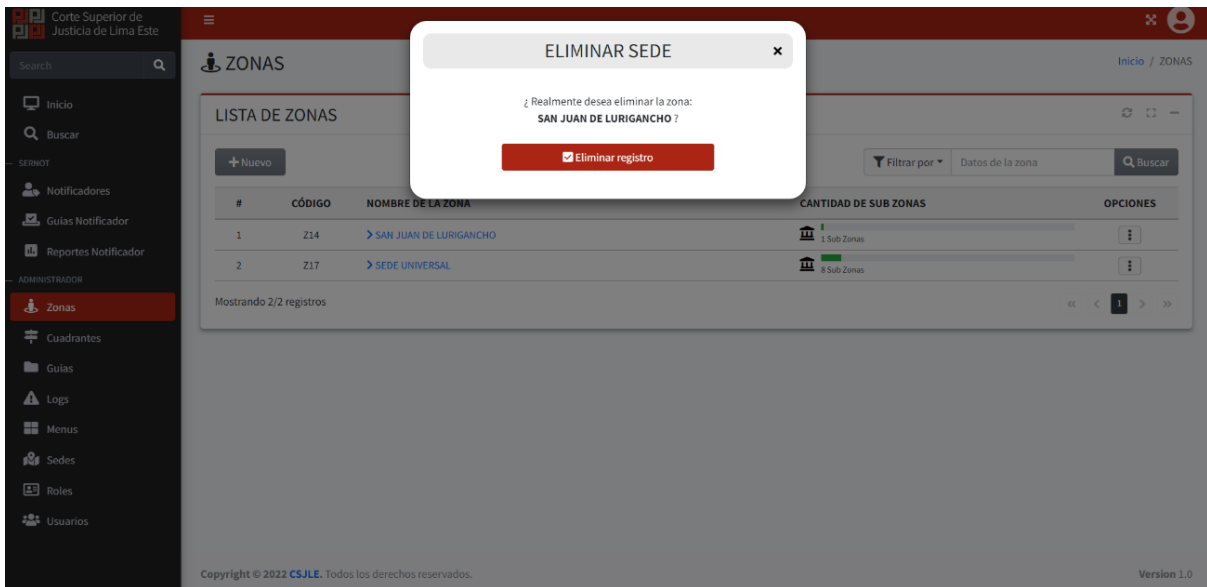 Corte Superior de
Justicia de Lima Este
Search
Inicio
Buscar
SERNOT
Notificadores
Guias Notificador
Reportes Notificador
ADMINISTRADOR
Zonas
Cuadrantes
Guias
Logs
Menus
Sedes
Roles
Usuarios
ZONAS
Inicio / ZONAS
ELIMINAR SEDE
¿ Realmente desea eliminar la zona:
SAN JUAN DE LURIGANCHO ?
Eliminar registro
LISTA DE ZONAS
Nuevo
Filtrar por Datos de la zona Buscar
# CÓDIGO NOMBRE DE LA ZONA CANTIDAD DE SUB ZONAS OPCIONES
1 Z14 SAN JUAN DE LURIGANCHO 1 Sub Zonas
2 Z17 SEDE UNIVERSAL 8 Sub Zonas
Mostrando 2/2 registros « < 1 > »
Copyright © 2022 CSJLE. Todos los derechos reservados. Version 1.0